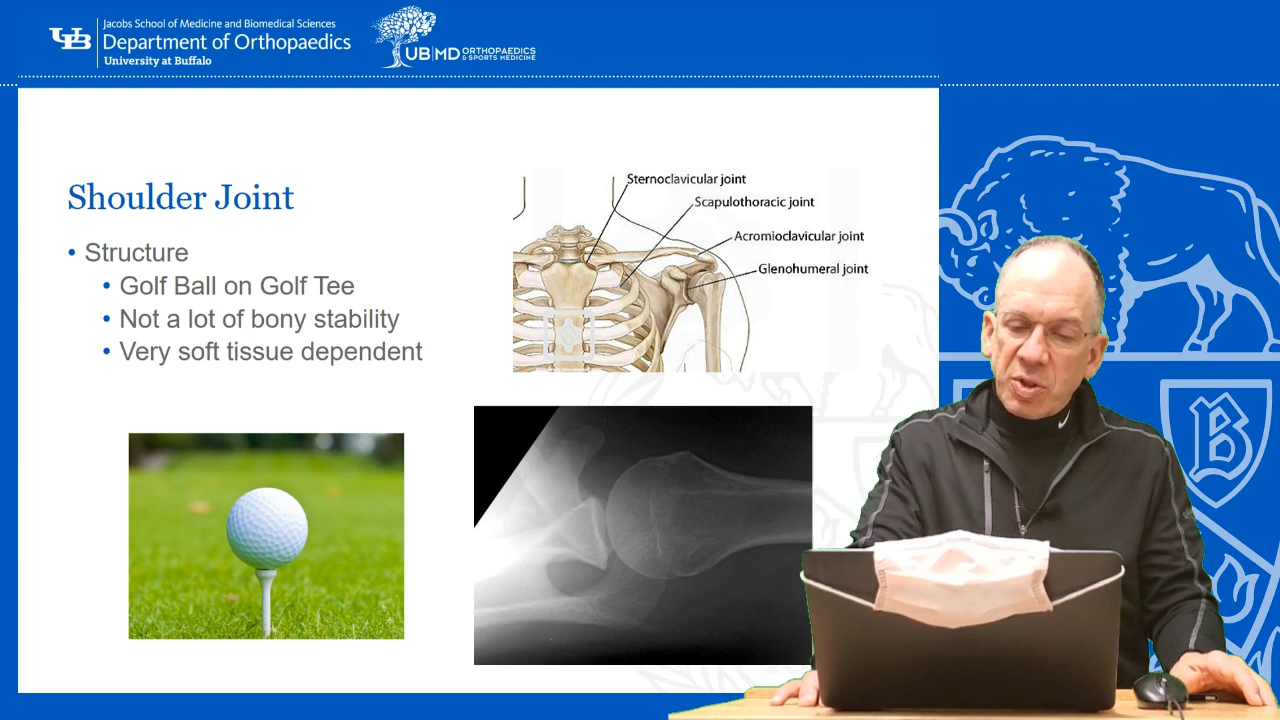 Jacobs School of Medicine and Biomedical Sciences
UB
Department of Orthopaedics
University at Buffalo
UB|MD ORTHOPAEDICS
& SPORTS MEDICINE
Shoulder Joint
• Structure
• Golf Ball on Golf Tee
• Not a lot of bony stability
• Very soft tissue dependent
Sternoclavicular joint
Scapulothoracic joint
Acromioclavicular joint
Glenohumeral joint
B